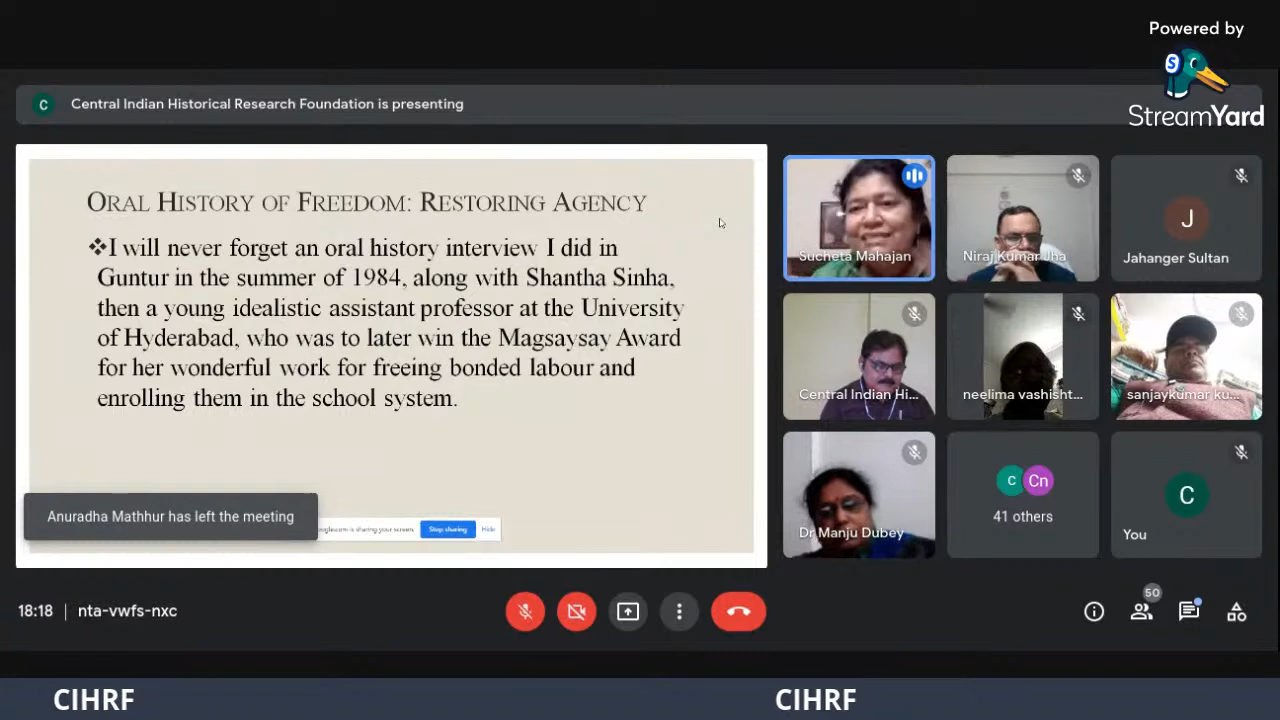 Powered by
StreamYard
C
Central Indian Historical Research Foundation is presenting
ORAL HISTORY OF FREEDOM: RESTORING AGENCY
❖I will never forget an oral history interview I did in
Guntur in the summer of 1984, along with Shantha Sinha,
then a young idealistic assistant professor at the University
of Hyderabad, who was to later win the Magsaysay Award
for her wonderful work for freeing bonded labour and
enrolling them in the school system.
is sharing your screen.
Stop sharing
Hide
Anuradha Mathhur has left the meeting
Sucheta Mahajan
Niraj Kumar Jha
J
Jahanger Sultan
Central Indian Hi...
neelima vashisht...
sanjaykumar ku...
Dr Manju Dubey
C
Cn
41 others
C
You
18:18 | nta-vwfs-nxc
50
CIHRF
CIHRF